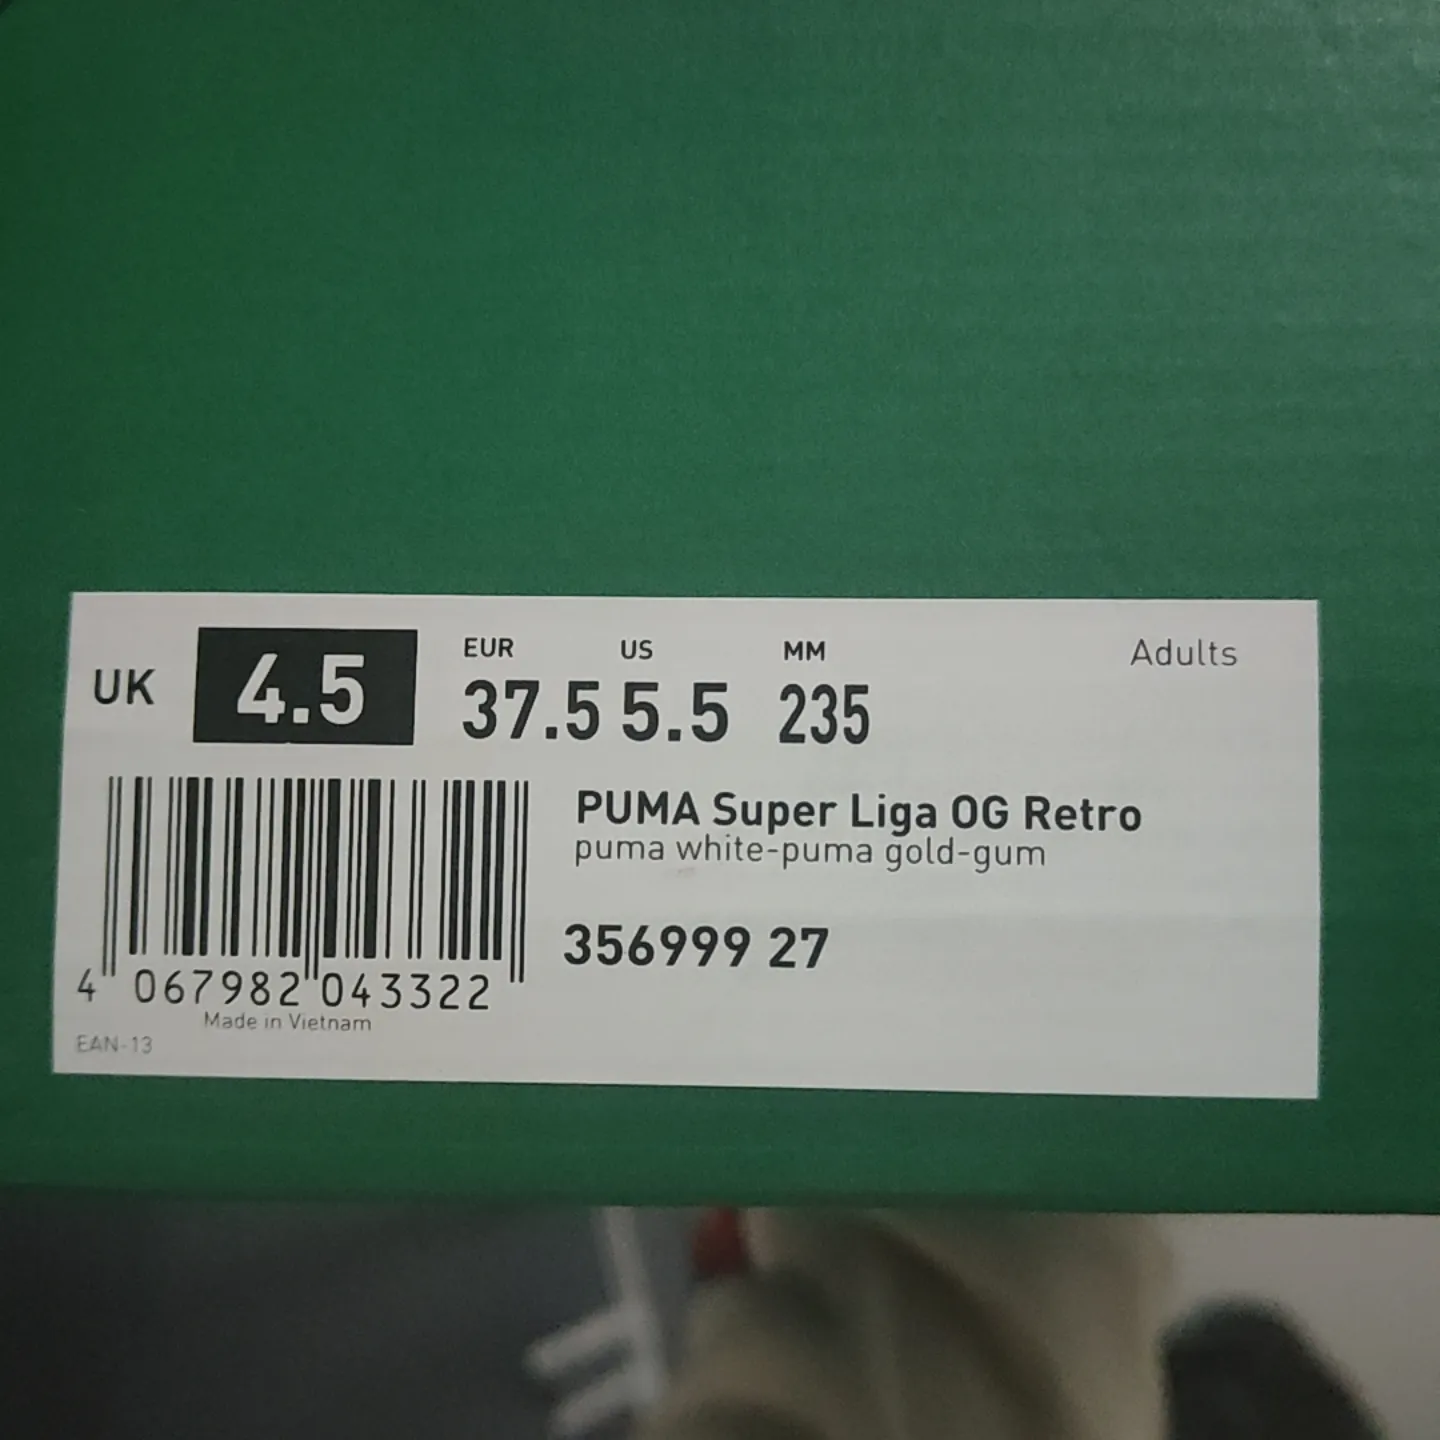 UK 4.5 EUR 37.5 US 5.5 MM 235 Adults
PUMA Super Liga OG Retro
puma white-puma gold-gum
356999 27
4 067982 043322
Made in Vietnam
EAN-13